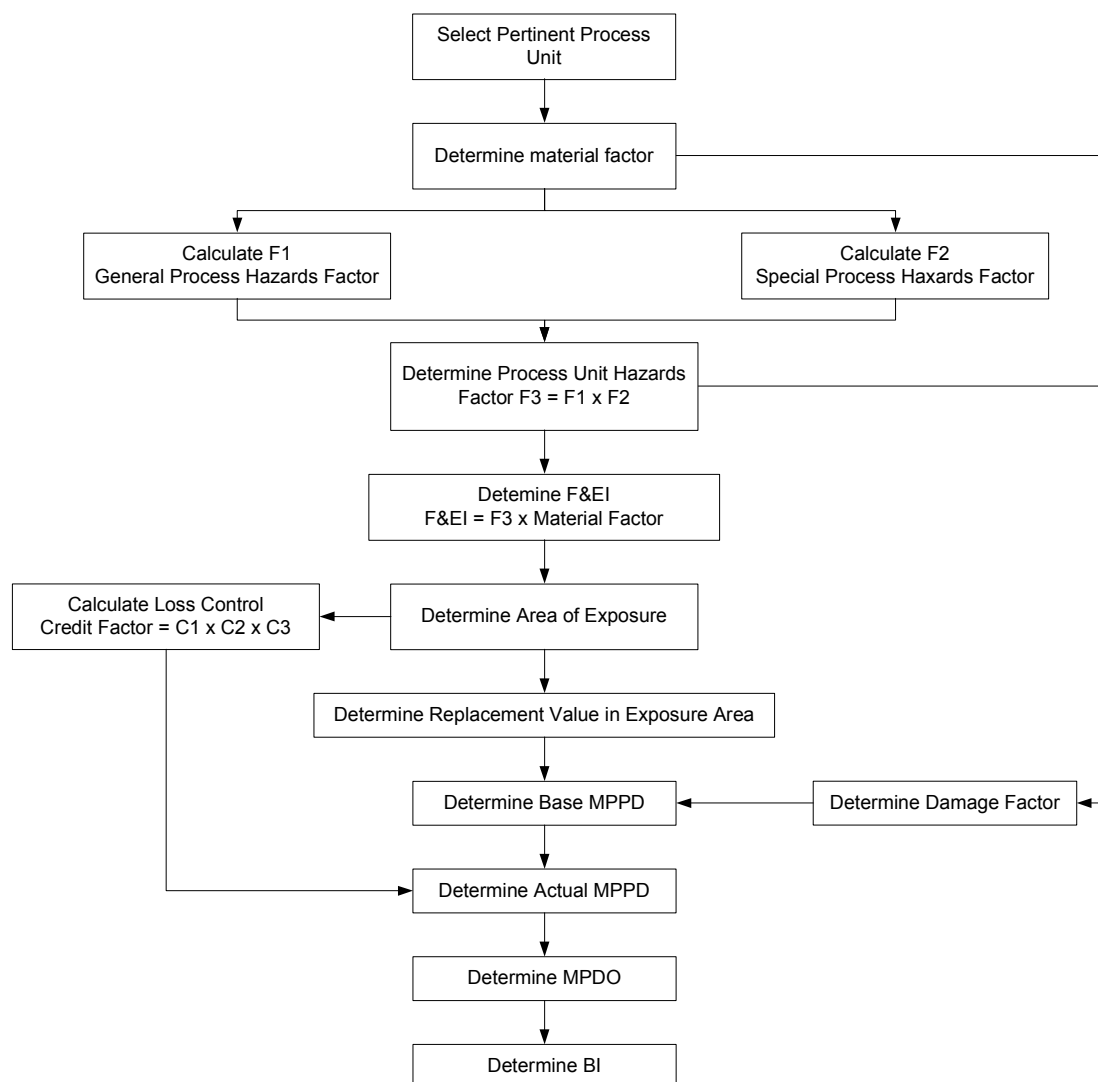 Select Pertinent Process
Unit
Determine material factor
Calculate F1
General Process Hazards Factor
Calculate F2
Special Process Haxards Factor
Determine Process Unit Hazards
Factor F3 = F1 x F2
Detemine F&EI
F&EI = F3 x Material Factor
Calculate Loss Control
Credit Factor = C1 x C2 x C3
Determine Area of Exposure
Determine Replacement Value in Exposure Area
Determine Base MPPD
Determine Damage Factor
Determine Actual MPPD
Determine MPDO
Determine BI